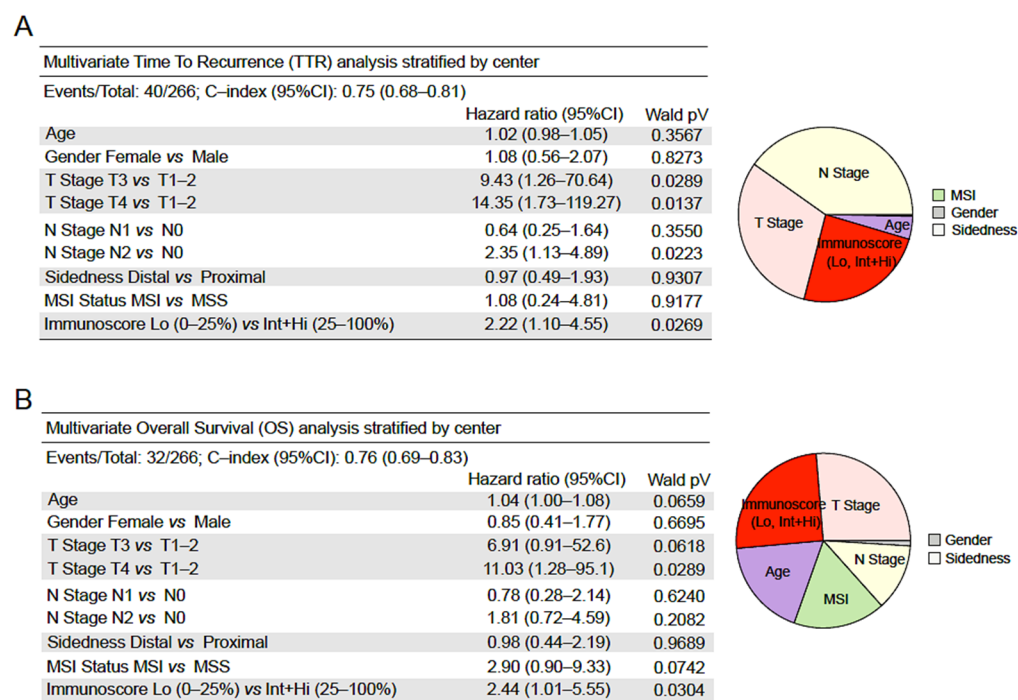 A
Multivariate Time To Recurrence (TTR) analysis stratified by center
Events/Total: 40/266; C–index (95%CI): 0.75 (0.68–0.81)
Hazard ratio (95%CI) Wald pV
Age 1.02 (0.98–1.05) 0.3567
Gender Female vs Male 1.08 (0.56–2.07) 0.8273
T Stage T3 vs T1–2 9.43 (1.26–70.64) 0.0289
T Stage T4 vs T1–2 14.35 (1.73–119.27) 0.0137
N Stage N1 vs N0 0.64 (0.25–1.64) 0.3550
N Stage N2 vs N0 2.35 (1.13–4.89) 0.0223
Sidedness Distal vs Proximal 0.97 (0.49–1.93) 0.9307
MSI Status MSI vs MSS 1.08 (0.24–4.81) 0.9177
Immunoscore Lo (0–25%) vs Int+Hi (25–100%) 2.22 (1.10–4.55) 0.0269
N Stage
T Stage
Age
Immunoscore
(Lo, Int+Hi)
MSI
Gender
Sidedness
B
Multivariate Overall Survival (OS) analysis stratified by center
Events/Total: 32/266; C–index (95%CI): 0.76 (0.69–0.83)
Hazard ratio (95%CI) Wald pV
Age 1.04 (1.00–1.08) 0.0659
Gender Female vs Male 0.85 (0.41–1.77) 0.6695
T Stage T3 vs T1–2 6.91 (0.91–52.6) 0.0618
T Stage T4 vs T1–2 11.03 (1.28–95.1) 0.0289
N Stage N1 vs N0 0.78 (0.28–2.14) 0.6240
N Stage N2 vs N0 1.81 (0.72–4.59) 0.2082
Sidedness Distal vs Proximal 0.98 (0.44–2.19) 0.9689
MSI Status MSI vs MSS 2.90 (0.90–9.33) 0.0742
Immunoscore Lo (0–25%) vs Int+Hi (25–100%) 2.44 (1.01–5.55) 0.0304
Immunoscore
(Lo, Int+Hi)
T Stage
N Stage
Age
MSI
Gender
Sidedness